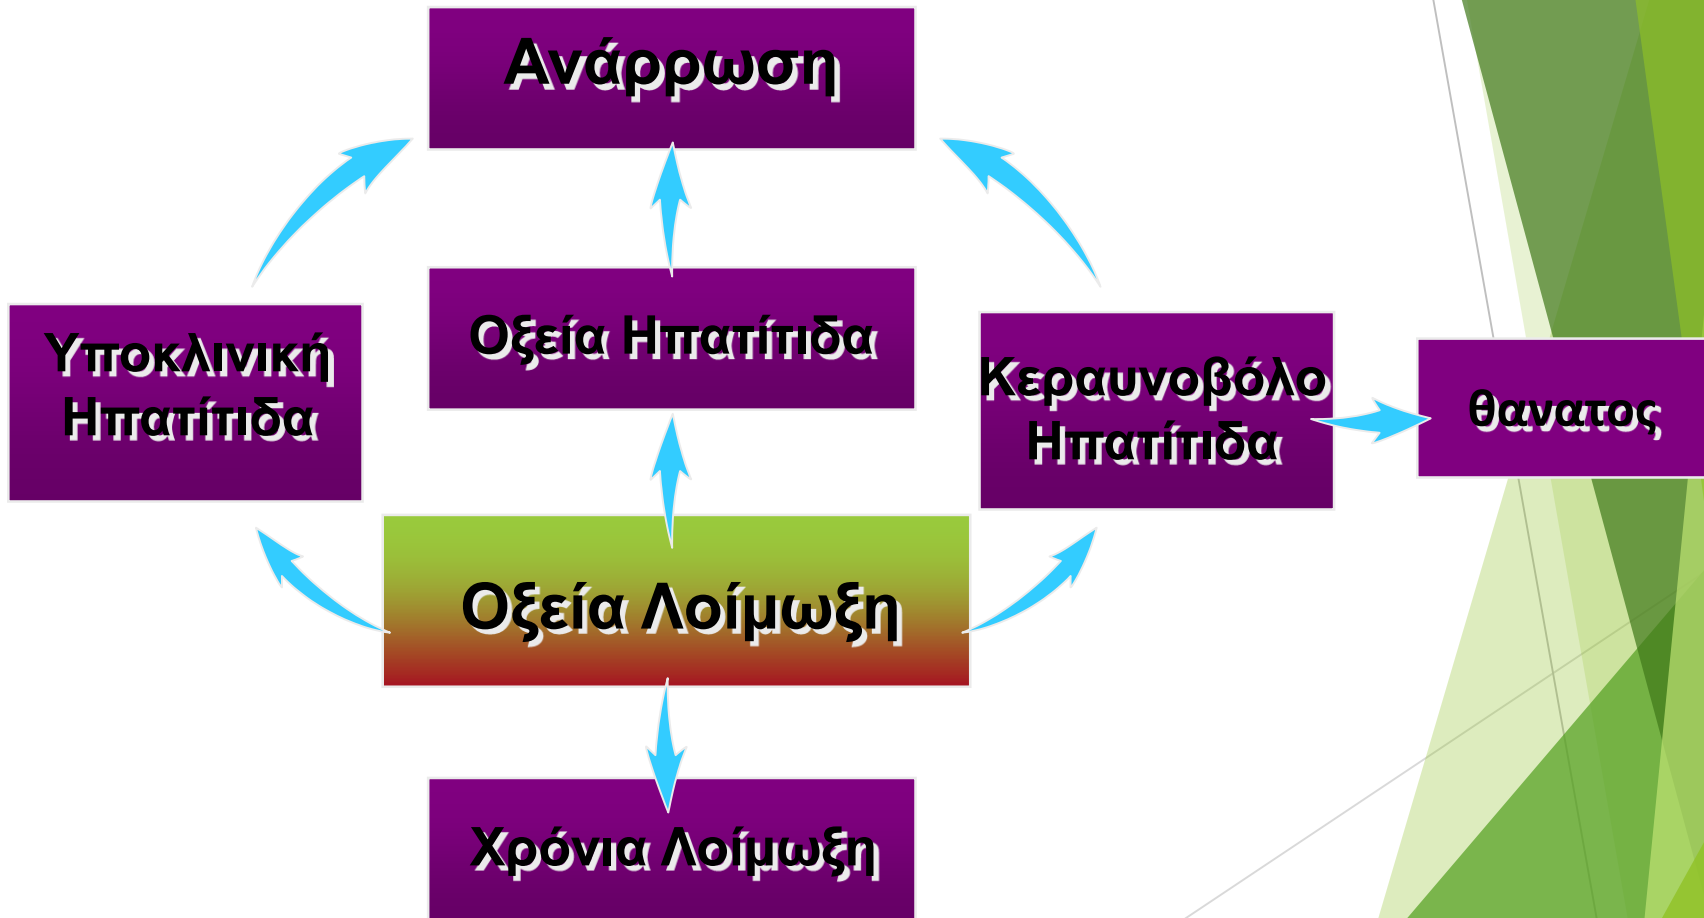 Ανάρρωση
Οξεία Ηπατίτιδα
Υποκλινική
Ηπατίτιδα
Κεραυνοβόλο
Ηπατίτιδα
θανατος
Οξεία Λοίμωξη
Χρόνια Λοίμωξη